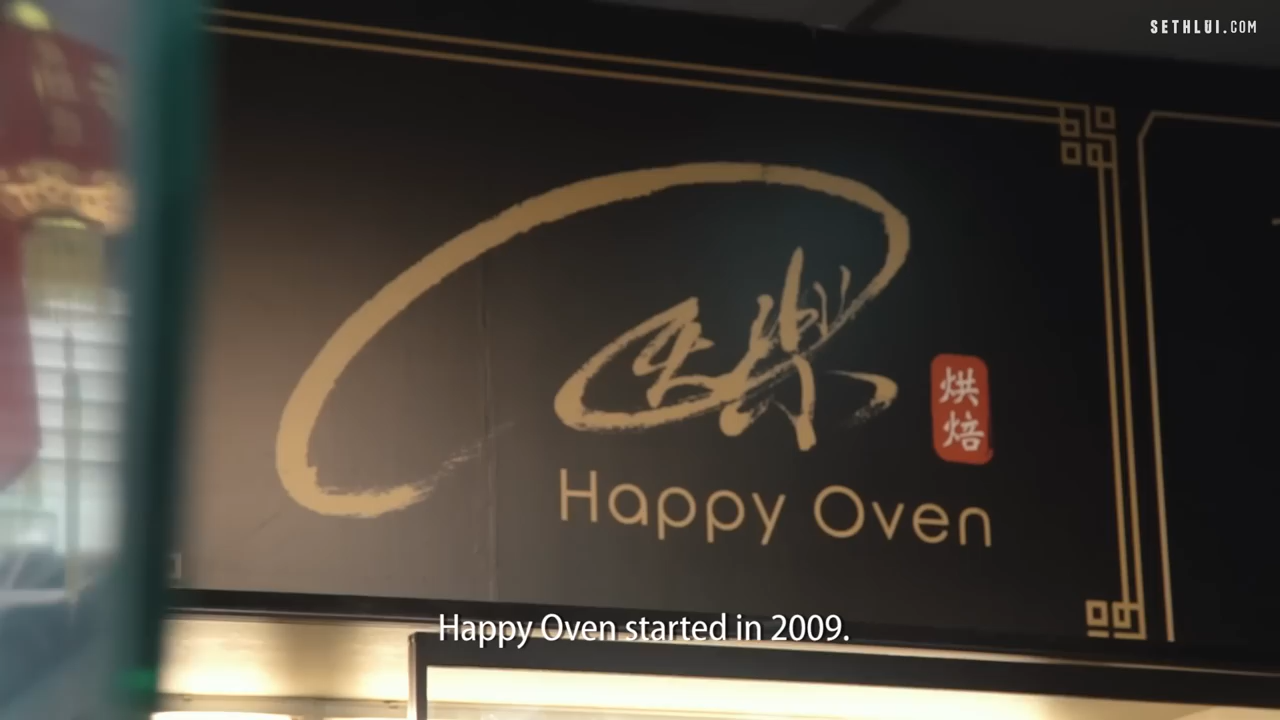 SETHLUI.COM
烘
焙
Happy Oven
Happy Oven started in 2009.